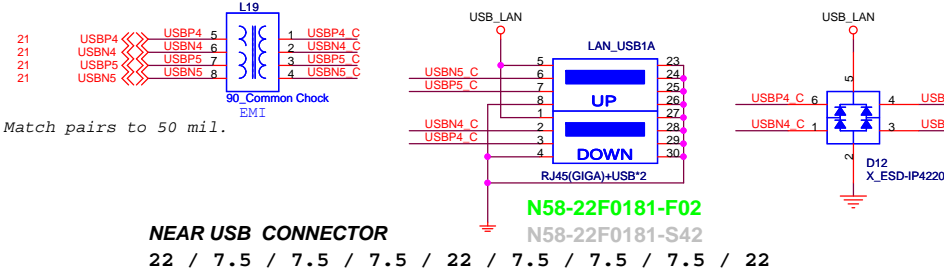 L19
21 USBP4 USBP4 5 1 USBP4_C
21 USBN4 USBN4 6 2 USBN4_C
21 USBP5 USBP5 7 3 USBP5_C
21 USBN5 USBN5 8 4 USBN5_C
90_Common Chock
EMI
Match pairs to 50 mil.
USB_LAN
LAN_USB1A
5 23
USBN5_C 6 24
USBP5_C 7 25
8 UP 26
1 27
USBN4_C 2 28
USBP4_C 3 29
4 DOWN 30
RJ45(GIGA)+USB*2
N58-22F0181-F02
N58-22F0181-S42
USB_LAN
5
USBP4_C 6 4 USB
USBN4_C 1 3 USB
2
D12
X_ESD-IP4220
NEAR USB CONNECTOR
22 / 7.5 / 7.5 / 7.5 / 22 / 7.5 / 7.5 / 7.5 / 22